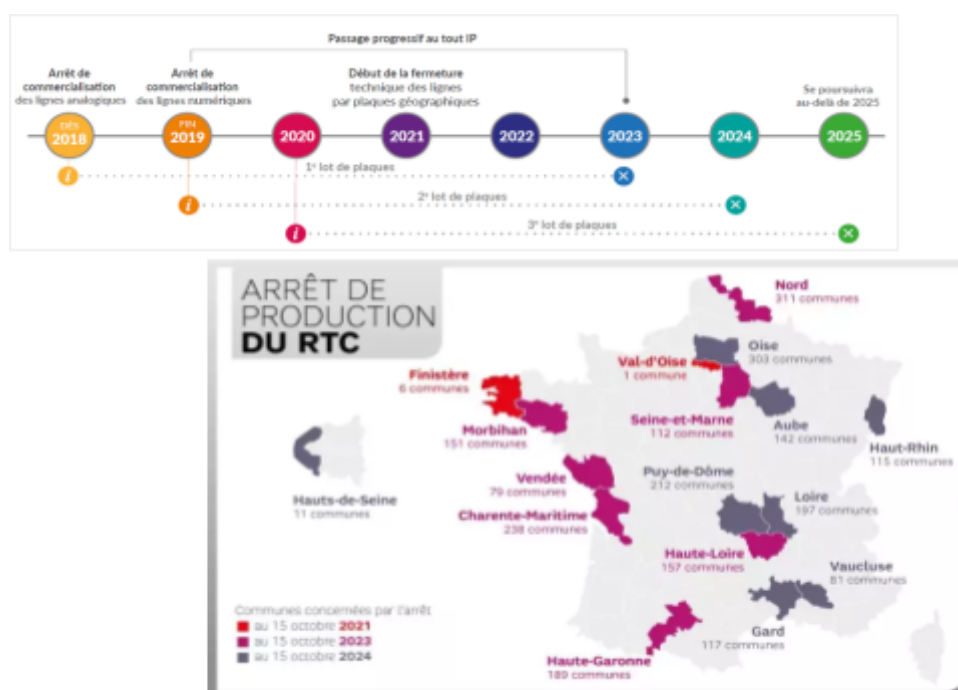 Passage progressif au tout IP
Arrêt de
commercialisation
des lignes analogiques
Arrêt de
commercialisation
des lignes numériques
Début de la fermeture
technique des lignes
par plaques géographiques
Se poursuivra
au-delà de 2025
DÈS
2018
FIN
2019
2020
2021
2022
2023
2024
2025
1er lot de plaques
2e lot de plaques
3e lot de plaques
ARRÊT DE
PRODUCTION
DU RTC
Nord
311 communes
Oise
303 communes
Val-d'Oise
1 commune
Finistère
6 communes
Seine-et-Marne
112 communes
Aube
142 communes
Haut-Rhin
115 communes
Morbihan
151 communes
Hauts-de-Seine
11 communes
Vendée
79 communes
Puy-de-Dôme
212 communes
Loire
197 communes
Charente-Maritime
238 communes
Haute-Loire
157 communes
Vaucluse
81 communes
Gard
117 communes
Haute-Garonne
189 communes
Communes concernées par l'arrêt
au 15 octobre 2021
au 15 octobre 2023
au 15 octobre 2024